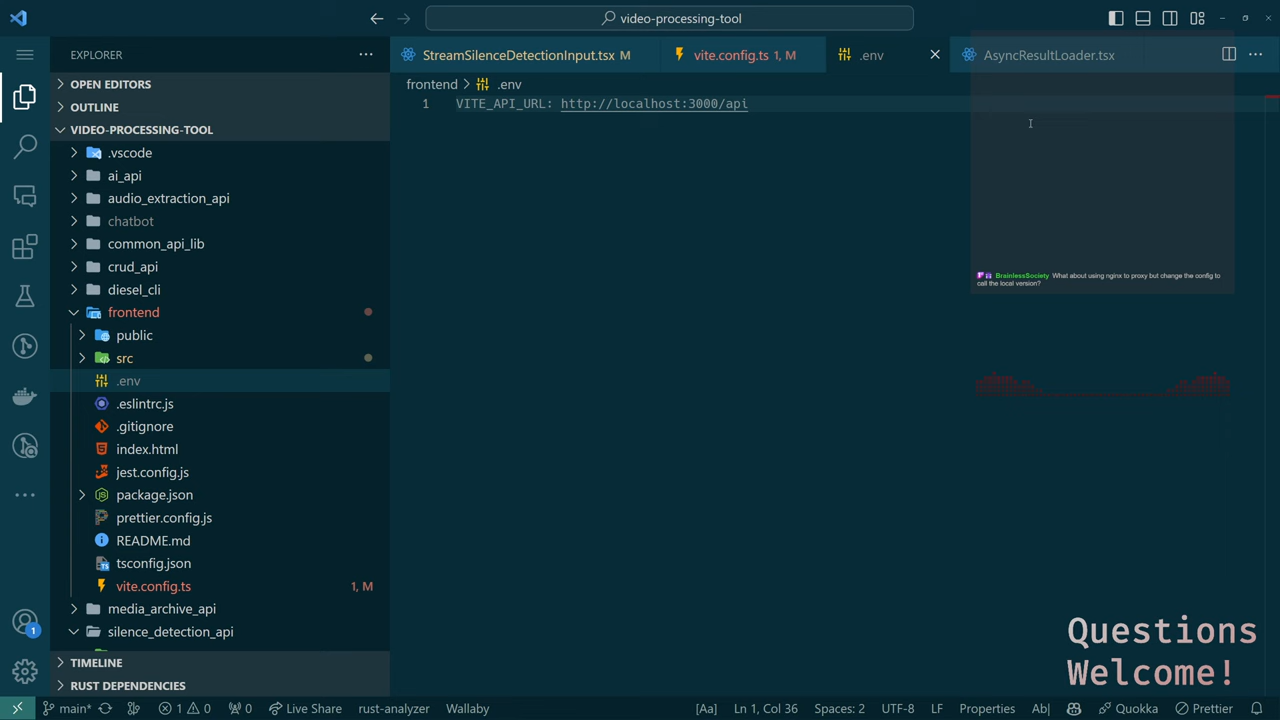 video-processing-tool
EXPLORER
StreamSilenceDetectionInput.tsx M
vite.config.ts 1, M
.env
AsyncResultLoader.tsx
OPEN EDITORS
frontend > .env
OUTLINE
1 VITE_API_URL: http://localhost:3000/api
VIDEO-PROCESSING-TOOL
.vscode
ai_api
audio_extraction_api
chatbot
common_api_lib
crud_api
BrainlessSociety What about using nginx to proxy but change the config to
call the local version?
diesel_cli
frontend
public
src
.env
.eslintrc.js
.gitignore
index.html
jest.config.js
package.json
prettier.config.js
README.md
tsconfig.json
vite.config.ts 1, M
media_archive_api
silence_detection_api
Questions
Welcome!
1
TIMELINE
RUST DEPENDENCIES
main* 1 0 0 Live Share rust-analyzer Wallaby [Aa] Ln 1, Col 36 Spaces: 2 UTF-8 LF Properties Ab| Quokka Prettier